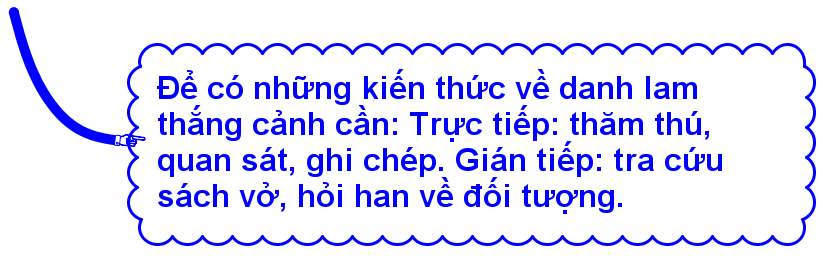 Để có những kiến thức về danh lam
thắng cảnh cần: Trực tiếp: thăm thú,
quan sát, ghi chép. Gián tiếp: tra cứu
sách vở, hỏi han về đối tượng.